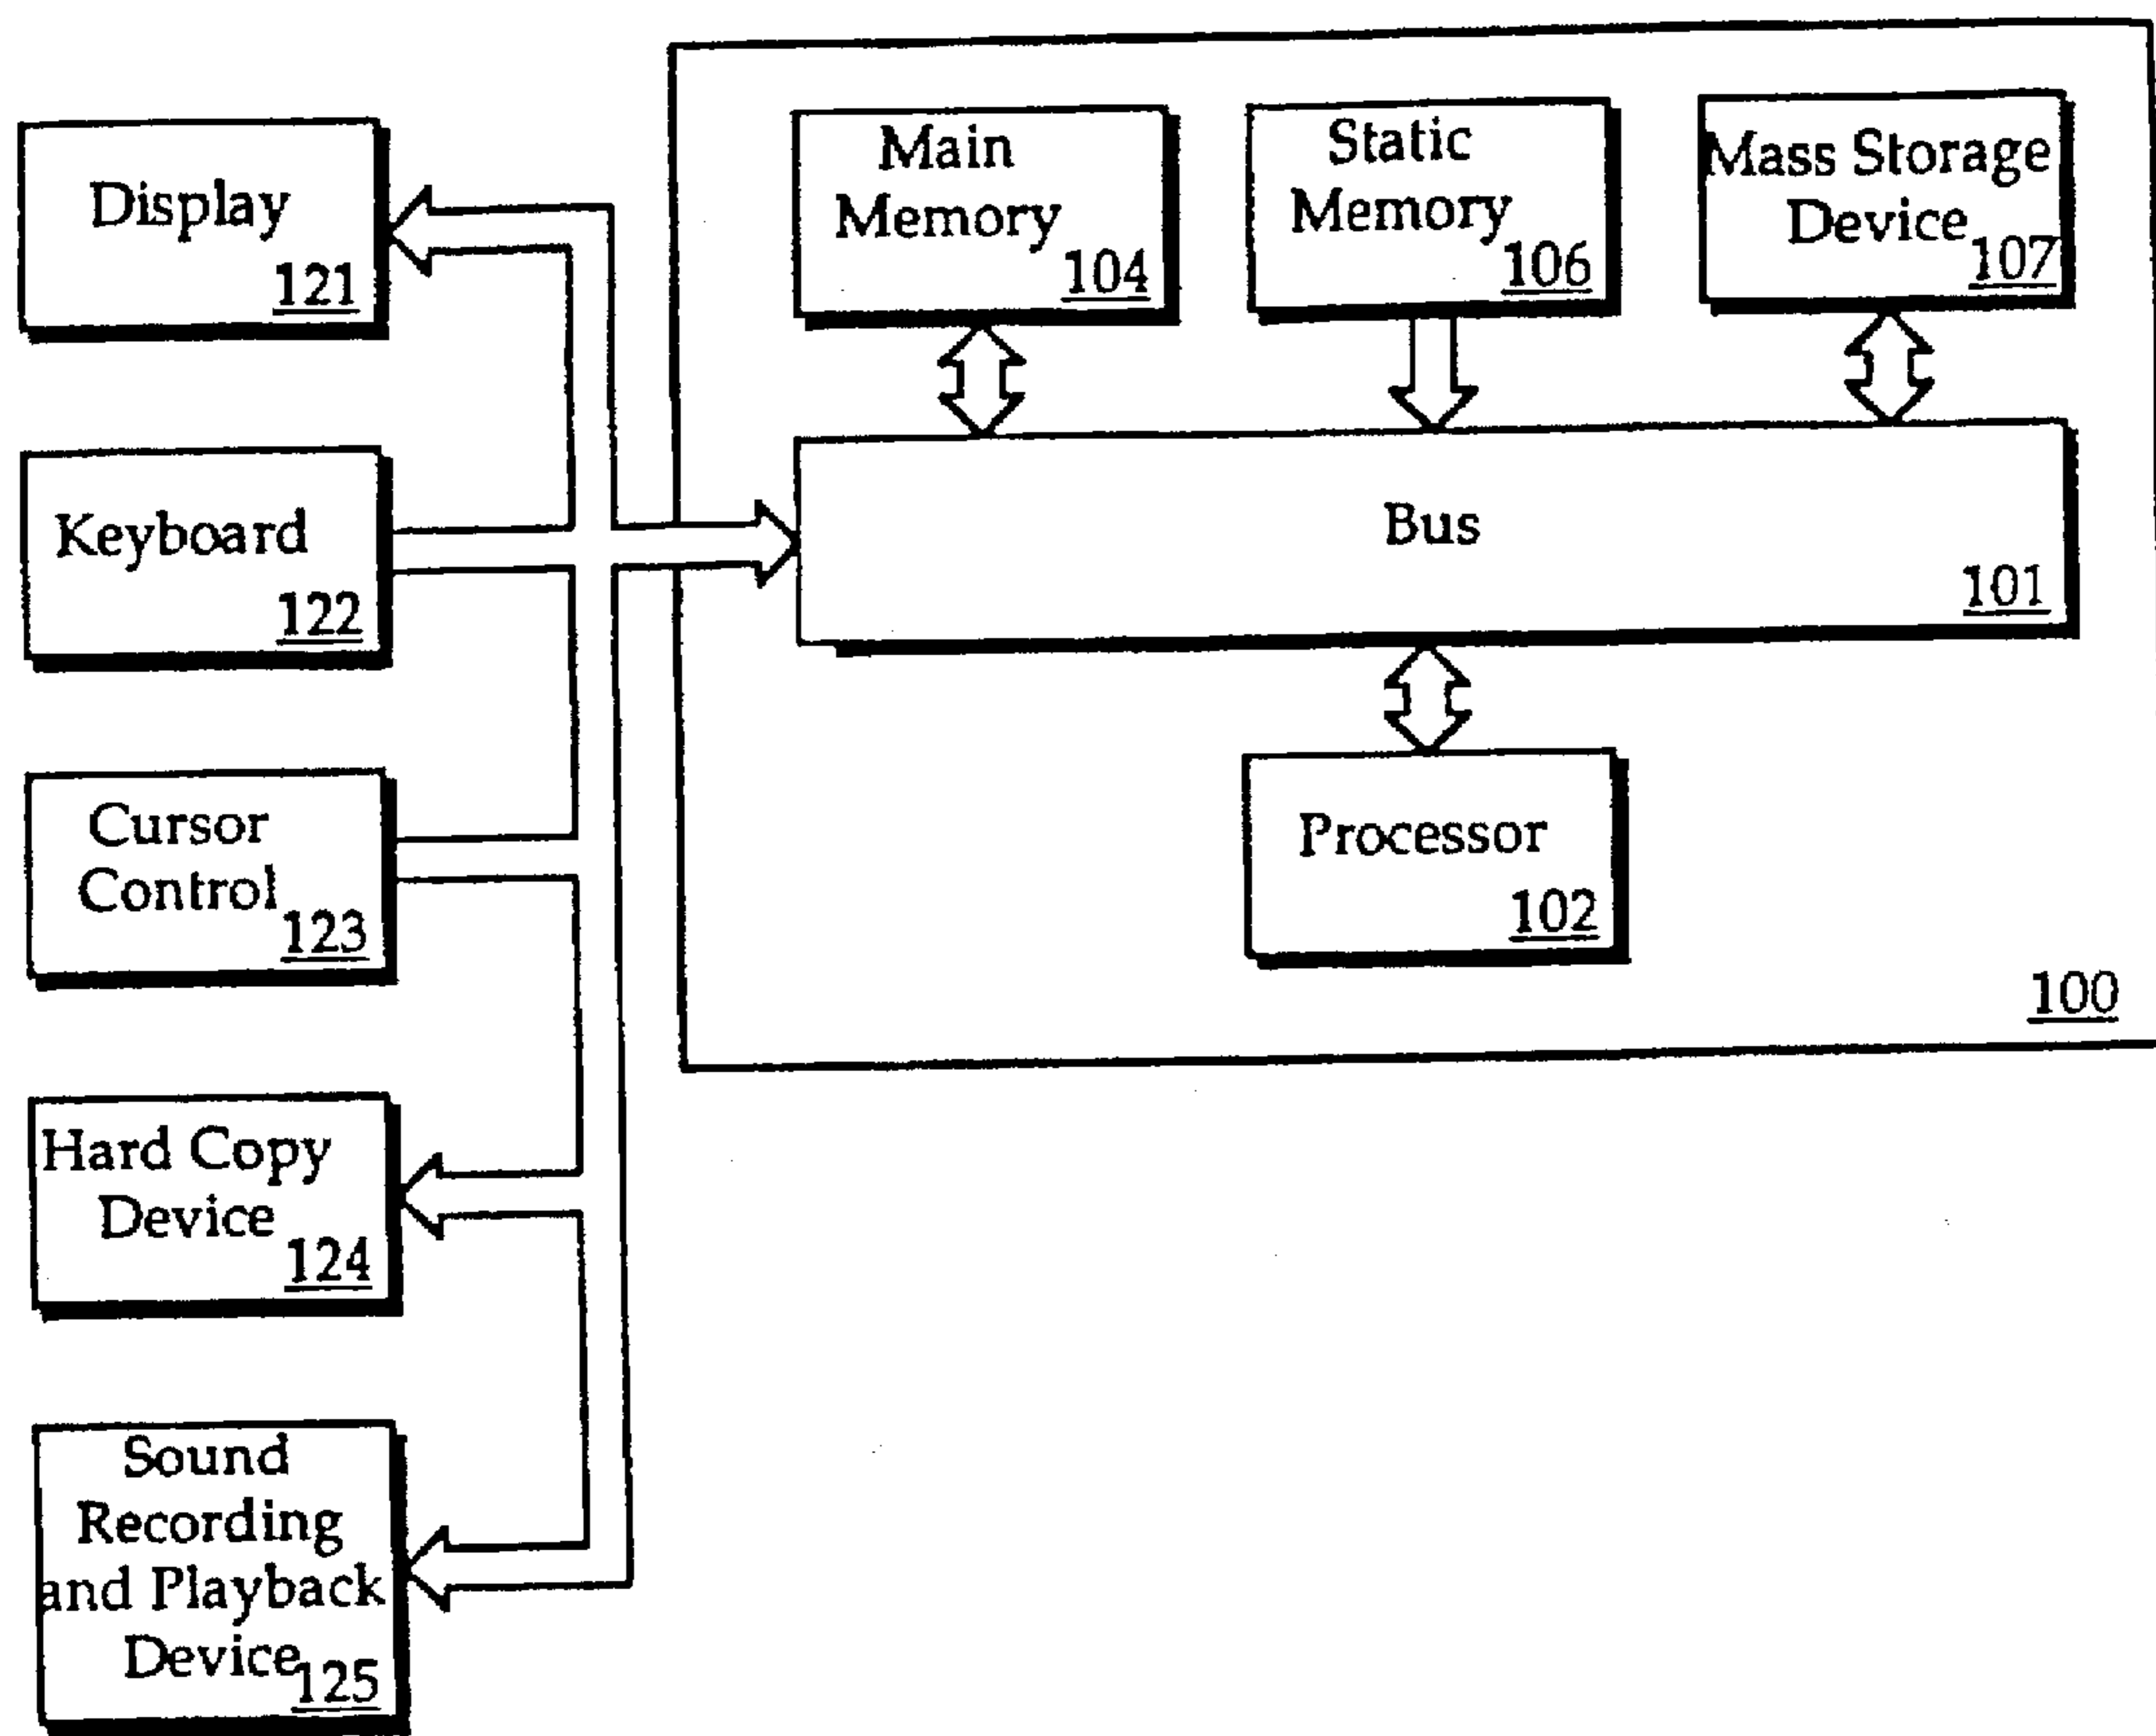 Display
121
Keyboard
122
Cursor
Control
123
Hard Copy
Device
124
Sound
Recording
and Playback
Device
125
Main
Memory
104
Static
Memory
106
Mass Storage
Device
107
Bus
101
Processor
102
100